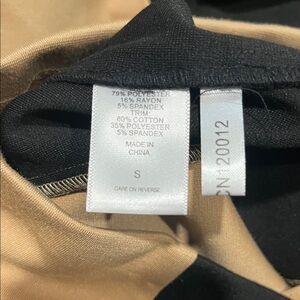 79% POLYESTER
16% RAYON
5% SPANDEX
TRIM:
60% COTTON
35% POLYESTER
5% SPANDEX
MADE IN
CHINA
S
CARE ON REVERSE
CN120012